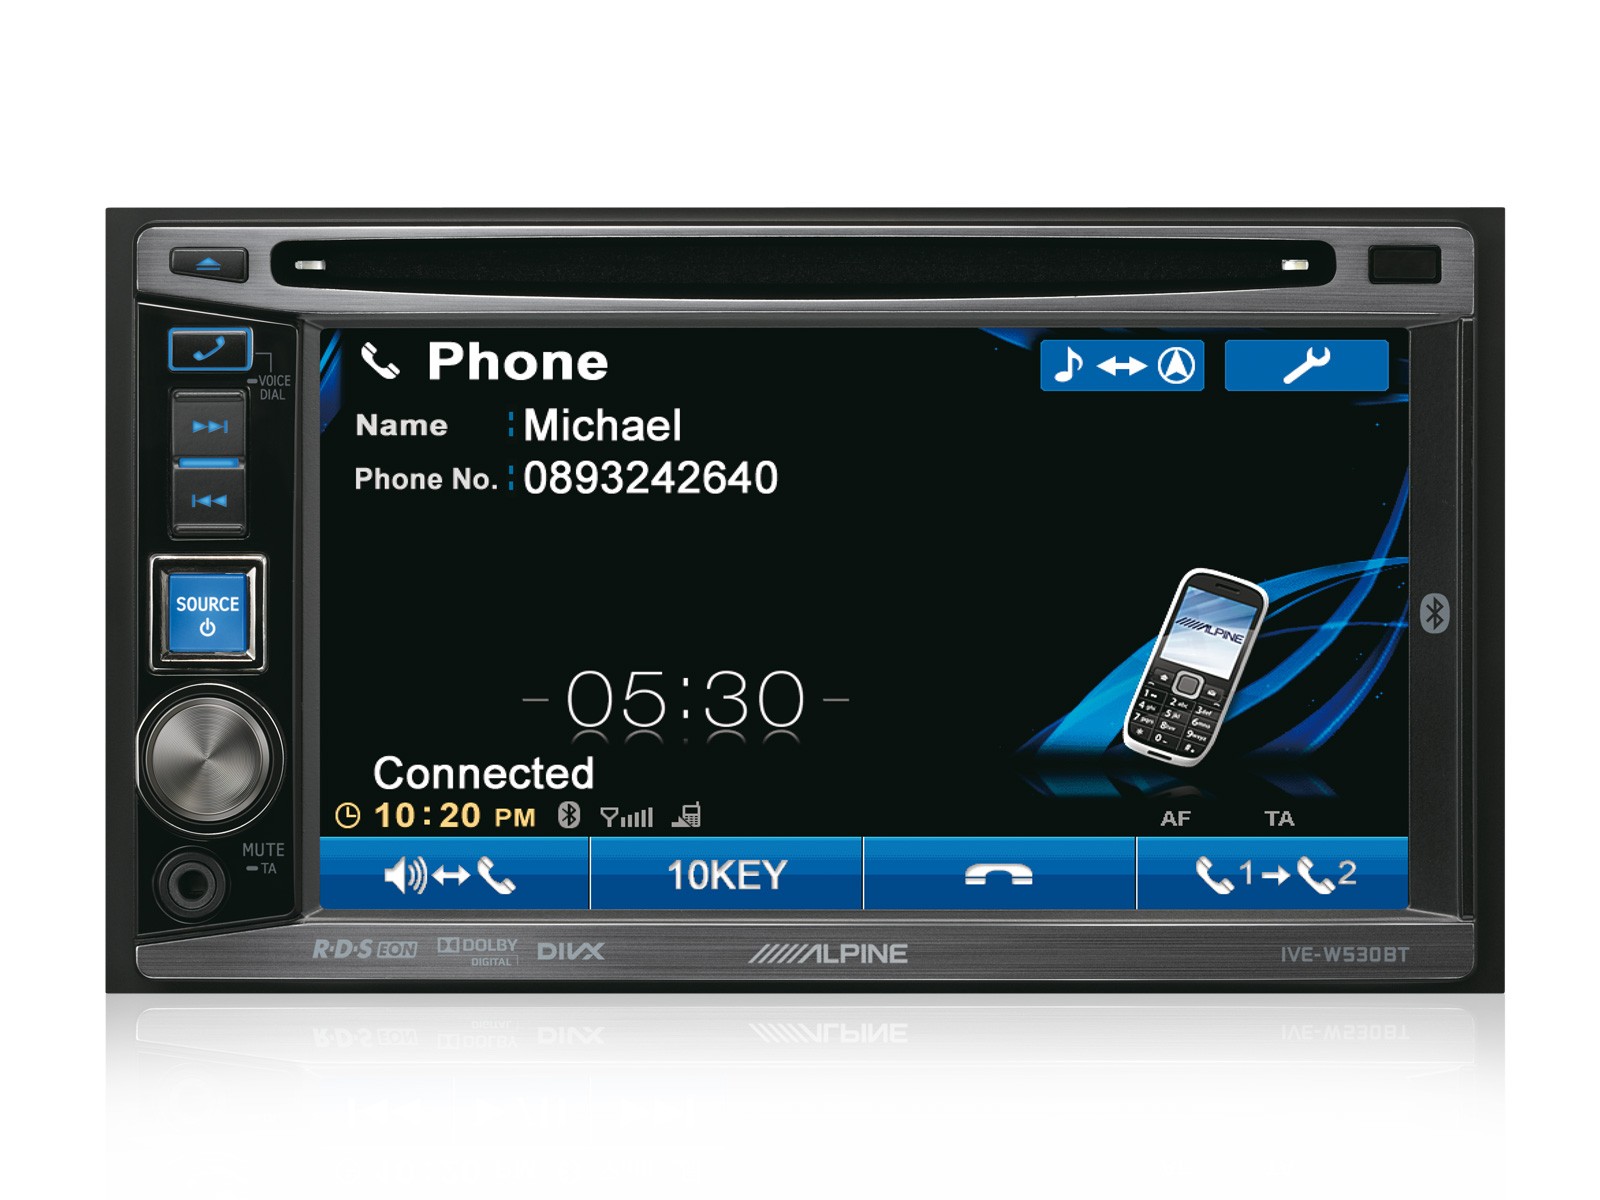 Phone
Name : Michael
Phone No. : 0893242640
VOICE
DIAL
SOURCE
ALPINE
- 05:30 -
Connected
10:20 PM
AF TA
MUTE
TA
10KEY
1 → 2
R·D·S EON DOLBY DIGITAL DIVX ALPINE IVE-W530BT